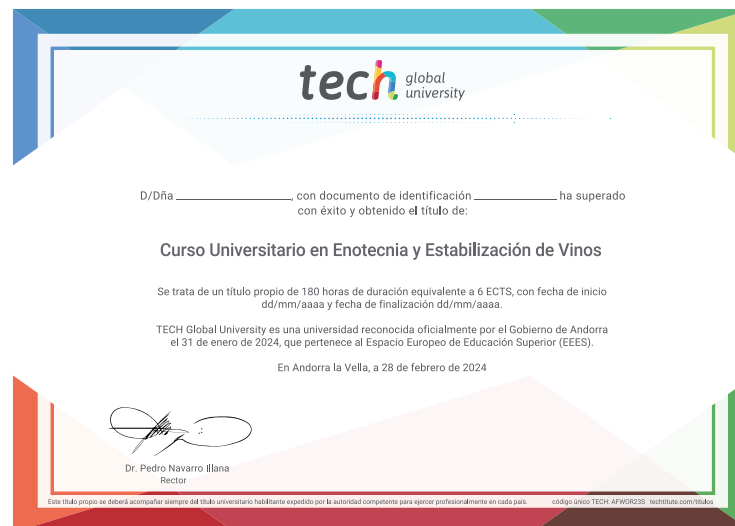 tech global university
D/Dña ____________, con documento de identificación ____________ ha superado
con éxito y obtenido el título de:
Curso Universitario en Enotecnia y Estabilización de Vinos
Se trata de un título propio de 180 horas de duración equivalente a 6 ECTS, con fecha de inicio
dd/mm/aaaa y fecha de finalización dd/mm/aaaa.
TECH Global University es una universidad reconocida oficialmente por el Gobierno de Andorra
el 31 de enero de 2024, que pertenece al Espacio Europeo de Educación Superior (EEES).
En Andorra la Vella, a 28 de febrero de 2024
Dr. Pedro Navarro Illana
Rector
Este título propio se deberá acompañar siempre del título universitario habilitante expedido por la autoridad competente para ejercer profesionalmente en cada país. código único TECH: AFWOR23S techtitute.com/titulos